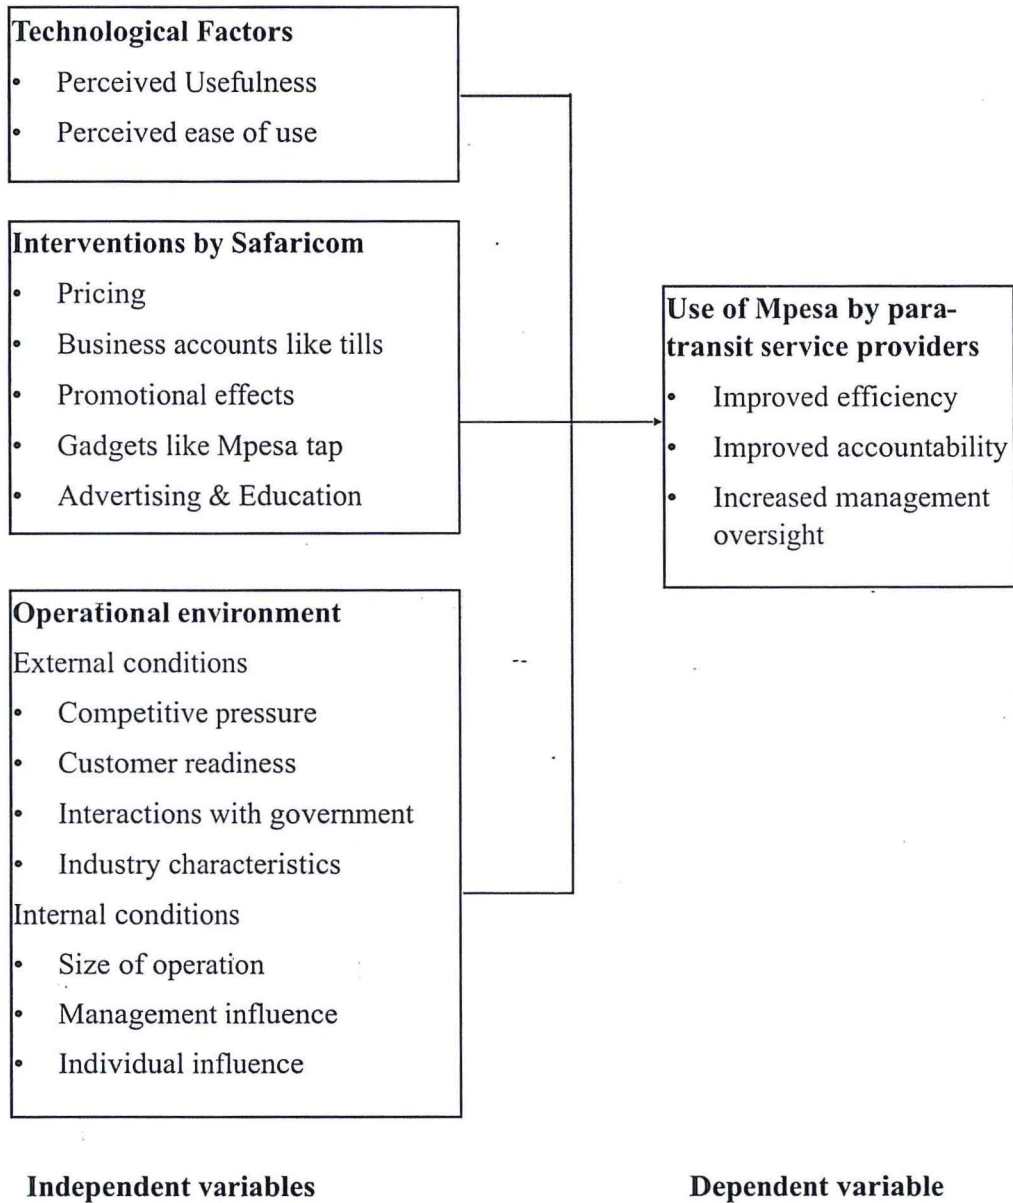 Technological Factors
• Perceived Usefulness
• Perceived ease of use
Interventions by Safaricom
• Pricing
• Business accounts like tills
• Promotional effects
• Gadgets like Mpesa tap
• Advertising & Education
Use of Mpesa by para-
transit service providers
• Improved efficiency
• Improved accountability
• Increased management
oversight
Operational environment
External conditions
• Competitive pressure
• Customer readiness
• Interactions with government
• Industry characteristics
Internal conditions
• Size of operation
• Management influence
• Individual influence
Independent variables
Dependent variable